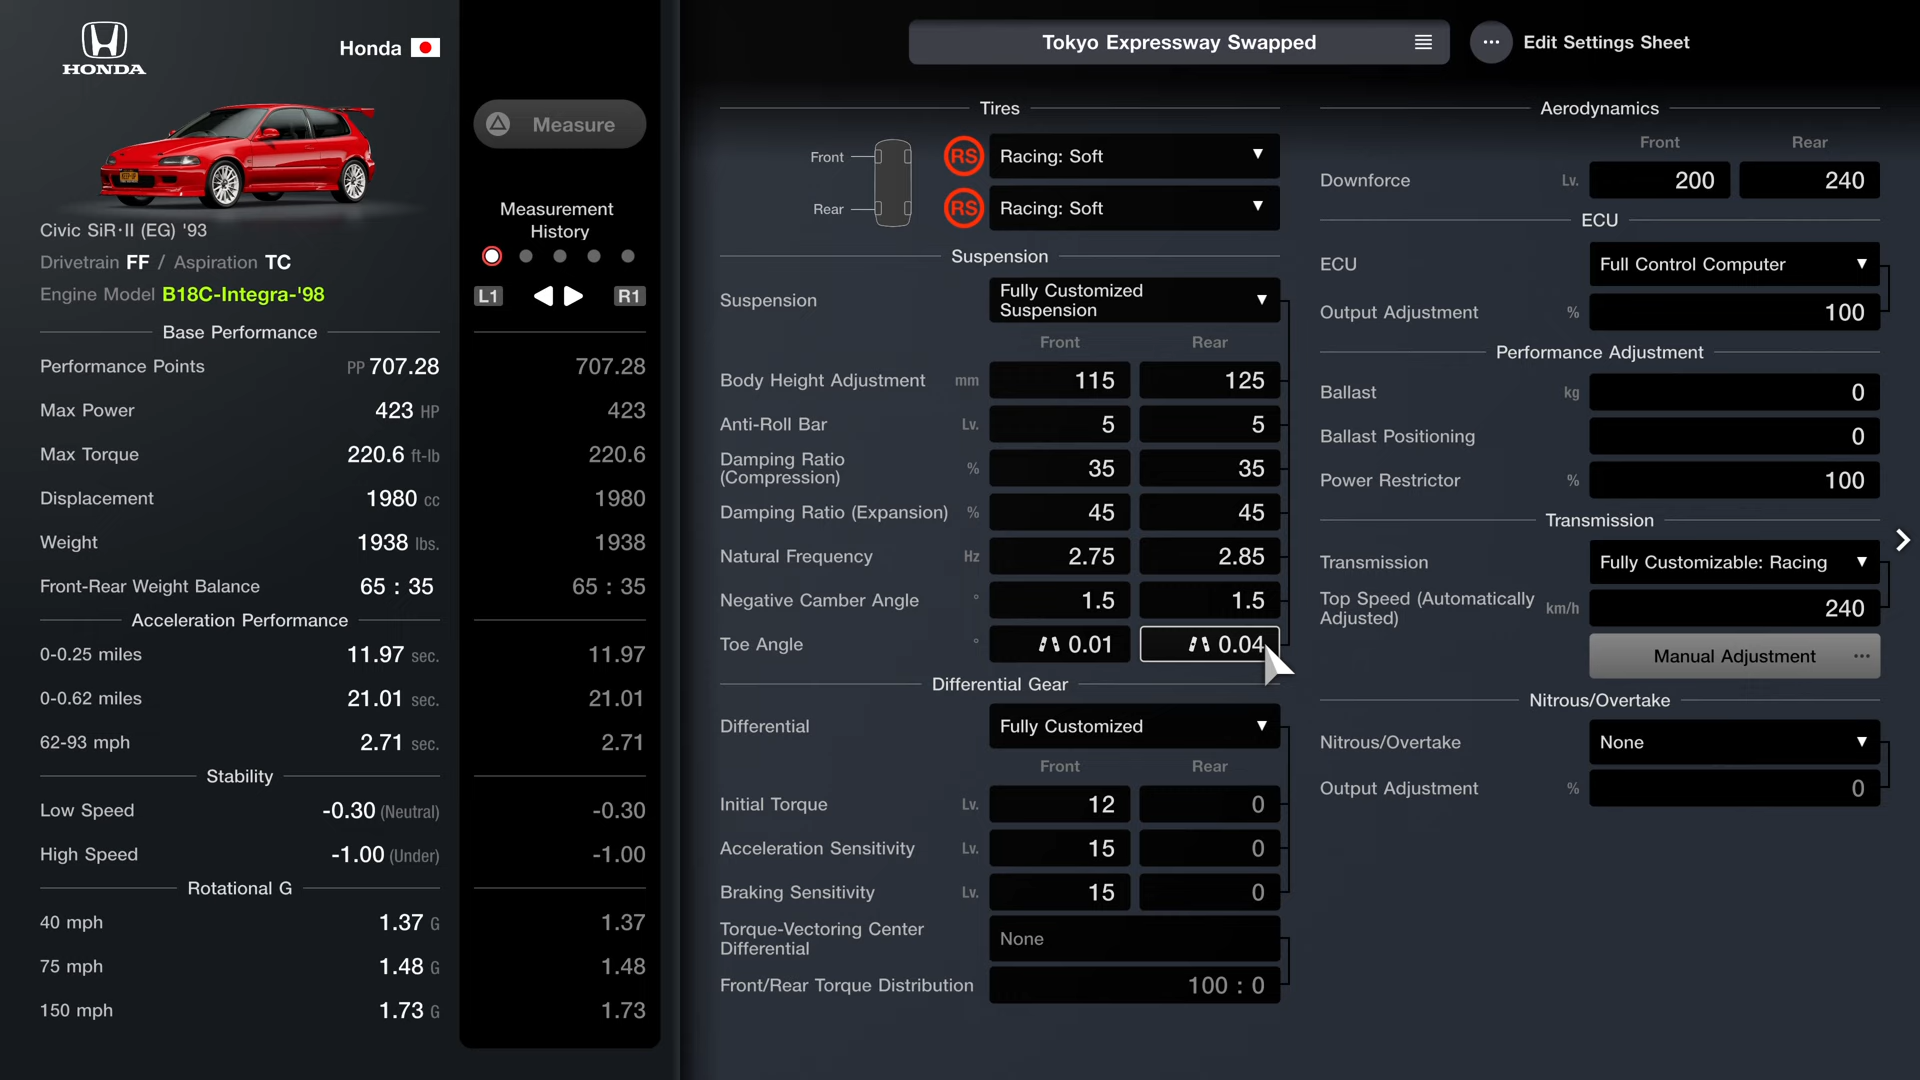 HONDA
Honda
Civic SiR·II (EG) '93
Drivetrain FF / Aspiration TC
Engine Model B18C-Integra-'98
Base Performance
Performance Points PP 707.28
Max Power 423 HP
Max Torque 220.6 ft-lb
Displacement 1980 cc
Weight 1938 lbs.
Front-Rear Weight Balance 65 : 35
Acceleration Performance
0-0.25 miles 11.97 sec.
0-0.62 miles 21.01 sec.
62-93 mph 2.71 sec.
Stability
Low Speed -0.30 (Neutral)
High Speed -1.00 (Under)
Rotational G
40 mph 1.37 G
75 mph 1.48 G
150 mph 1.73 G
Measure
Measurement
History
L1 R1
707.28
423
220.6
1980
1938
65 : 35
11.97
21.01
2.71
-0.30
-1.00
1.37
1.48
1.73
Tokyo Expressway Swapped
Edit Settings Sheet
Tires
Front RS Racing: Soft
Rear RS Racing: Soft
Suspension
Suspension Fully Customized
Suspension
Front Rear
Body Height Adjustment mm 115 125
Anti-Roll Bar Lv. 5 5
Damping Ratio
(Compression) % 35 35
Damping Ratio (Expansion) % 45 45
Natural Frequency Hz 2.75 2.85
Negative Camber Angle ° 1.5 1.5
Toe Angle ° 0.01 0.04
Differential Gear
Differential Fully Customized
Front Rear
Initial Torque Lv. 12 0
Acceleration Sensitivity Lv. 15 0
Braking Sensitivity Lv. 15 0
Torque-Vectoring Center
Differential None
Front/Rear Torque Distribution 100 : 0
Aerodynamics
Front Rear
Downforce Lv. 200 240
ECU
ECU Full Control Computer
Output Adjustment % 100
Performance Adjustment
Ballast kg 0
Ballast Positioning 0
Power Restrictor % 100
Transmission
Transmission Fully Customizable: Racing
Top Speed (Automatically
Adjusted) km/h 240
Manual Adjustment
Nitrous/Overtake
Nitrous/Overtake None
Output Adjustment % 0